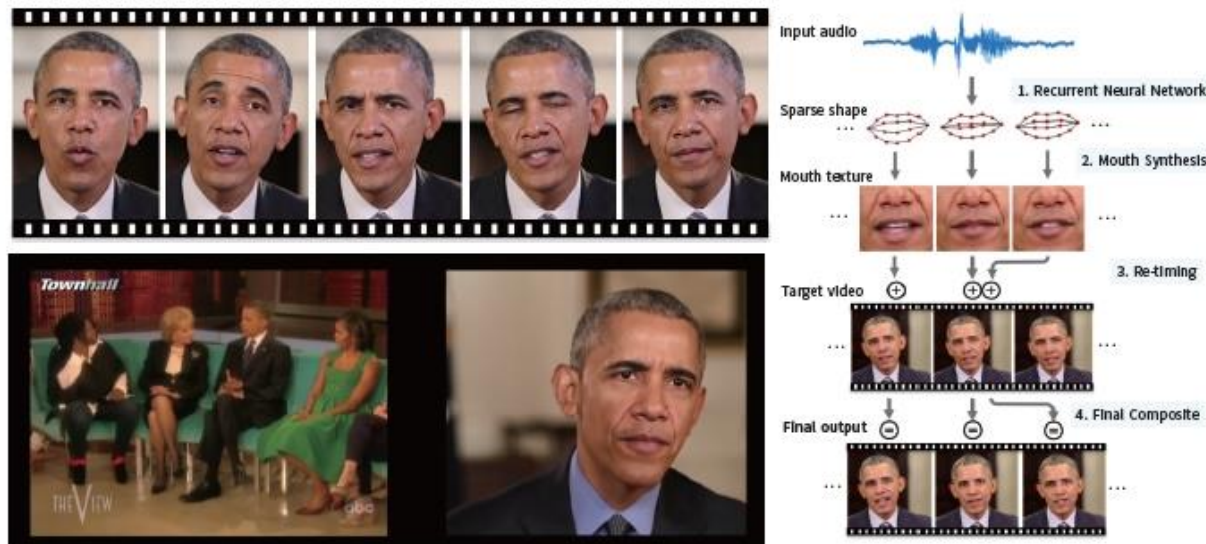 Input audio
1. Recurrent Neural Network
Sparse shape
...
...
2. Mouth Synthesis
Mouth texture
...
...
3. Re-timing
Target video
...
...
4. Final Composite
Final output
...
...
Townhall
THE VIEW
abc